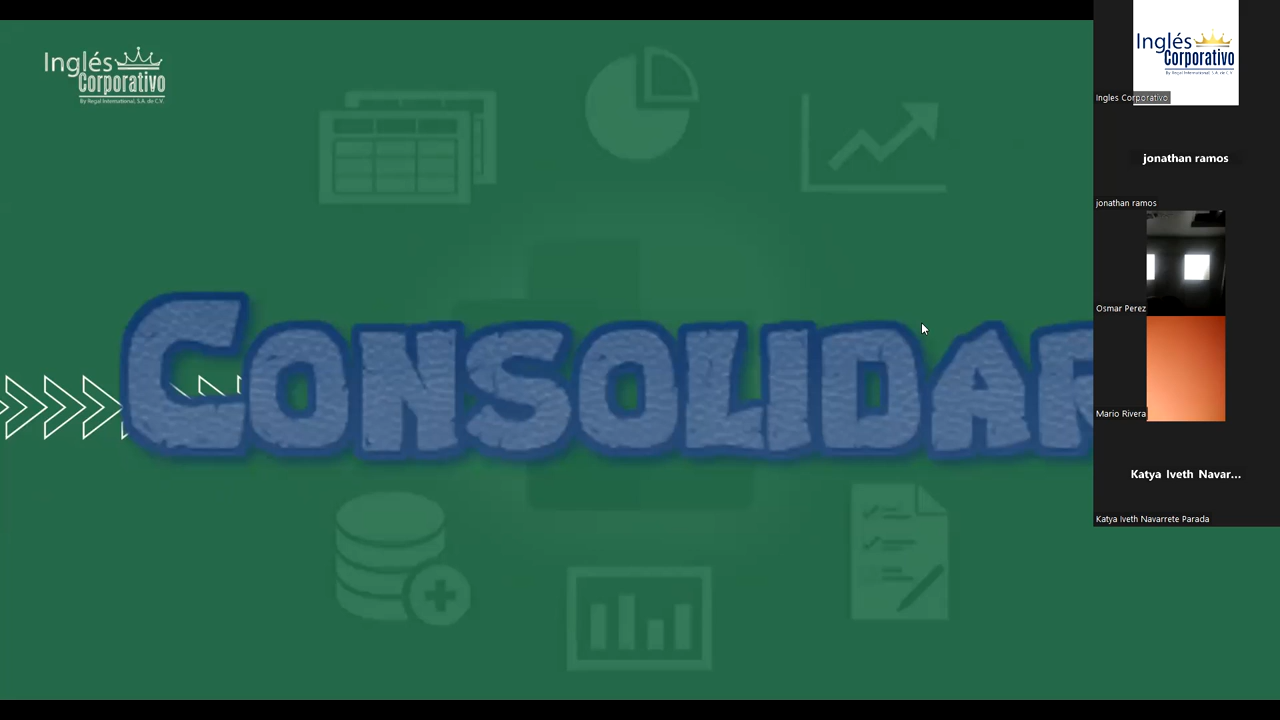 Inglés
Corporativo
By Regal International, S.A. de C.V.
CONSOLIDAR
Inglés
Corporativo
By Regal International, S.A. de C.V.
Ingles Corporativo
jonathan ramos
jonathan ramos
Osmar Perez
Mario Rivera
Katya Iveth Navar...
Katya Iveth Navarrete Parada